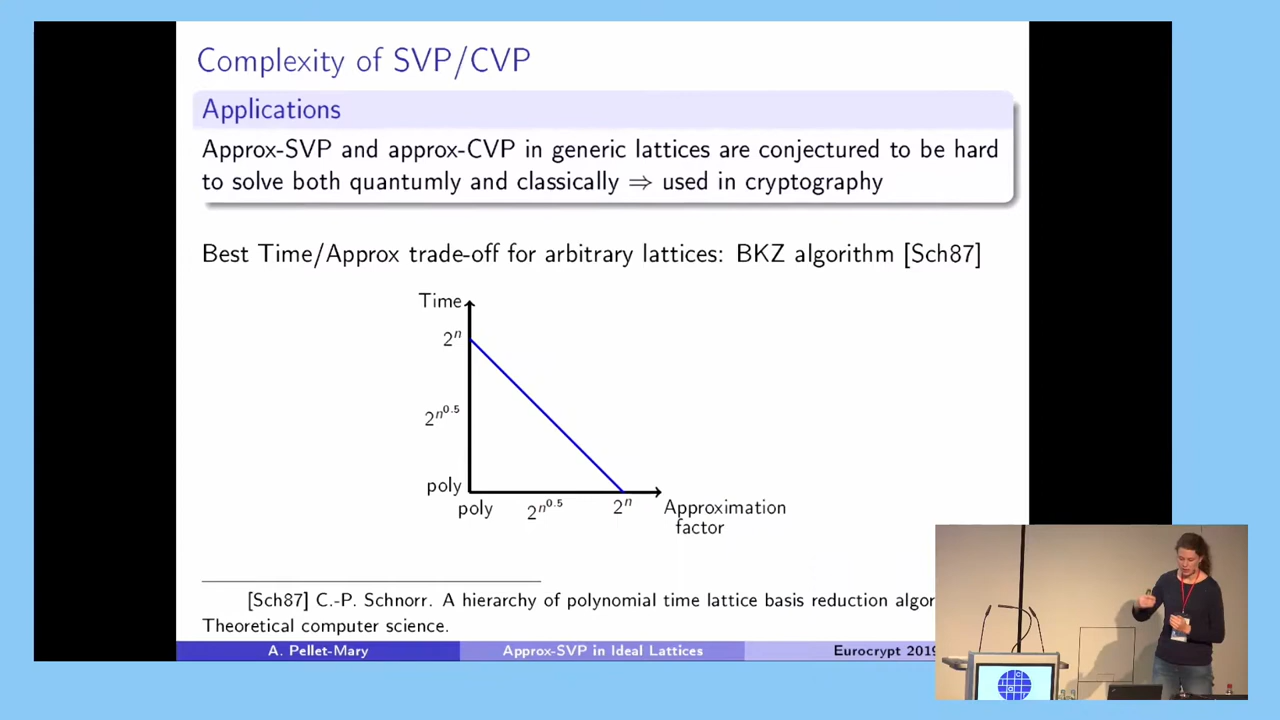 Complexity of SVP/CVP
Applications
Approx-SVP and approx-CVP in generic lattices are conjectured to be hard
to solve both quantumly and classically ⇒ used in cryptography
Best Time/Approx trade-off for arbitrary lattices: BKZ algorithm [Sch87]
Time
2^n
2^{n^{0.5}}
poly
poly 2^{n^{0.5}} 2^n Approximation
factor
[Sch87] C.-P. Schnorr. A hierarchy of polynomial time lattice basis reduction
Theoretical computer science.
A. Pellet-Mary Approx-SVP in Ideal Lattices Eurocrypt 2019